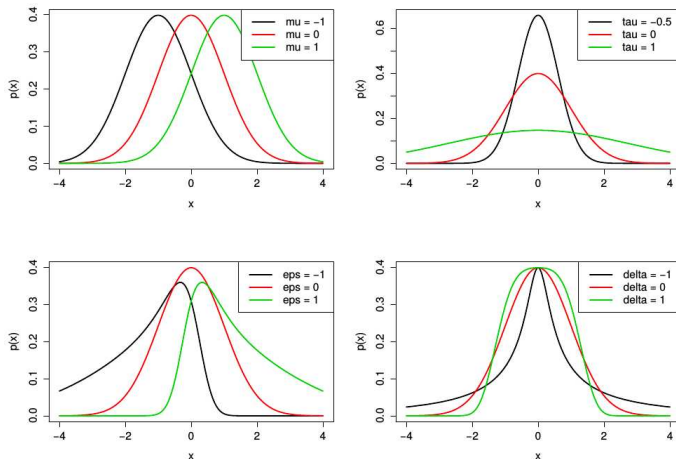 mu = −1
mu = 0
mu = 1
p(x)
0.0 0.1 0.2 0.3 0.4
−4 −2 0 2 4
x
tau = −0.5
tau = 0
tau = 1
p(x)
0.0 0.2 0.4 0.6
−4 −2 0 2 4
x
eps = −1
eps = 0
eps = 1
p(x)
0.0 0.1 0.2 0.3 0.4
−4 −2 0 2 4
x
delta = −1
delta = 0
delta = 1
p(x)
0.0 0.1 0.2 0.3 0.4
−4 −2 0 2 4
x